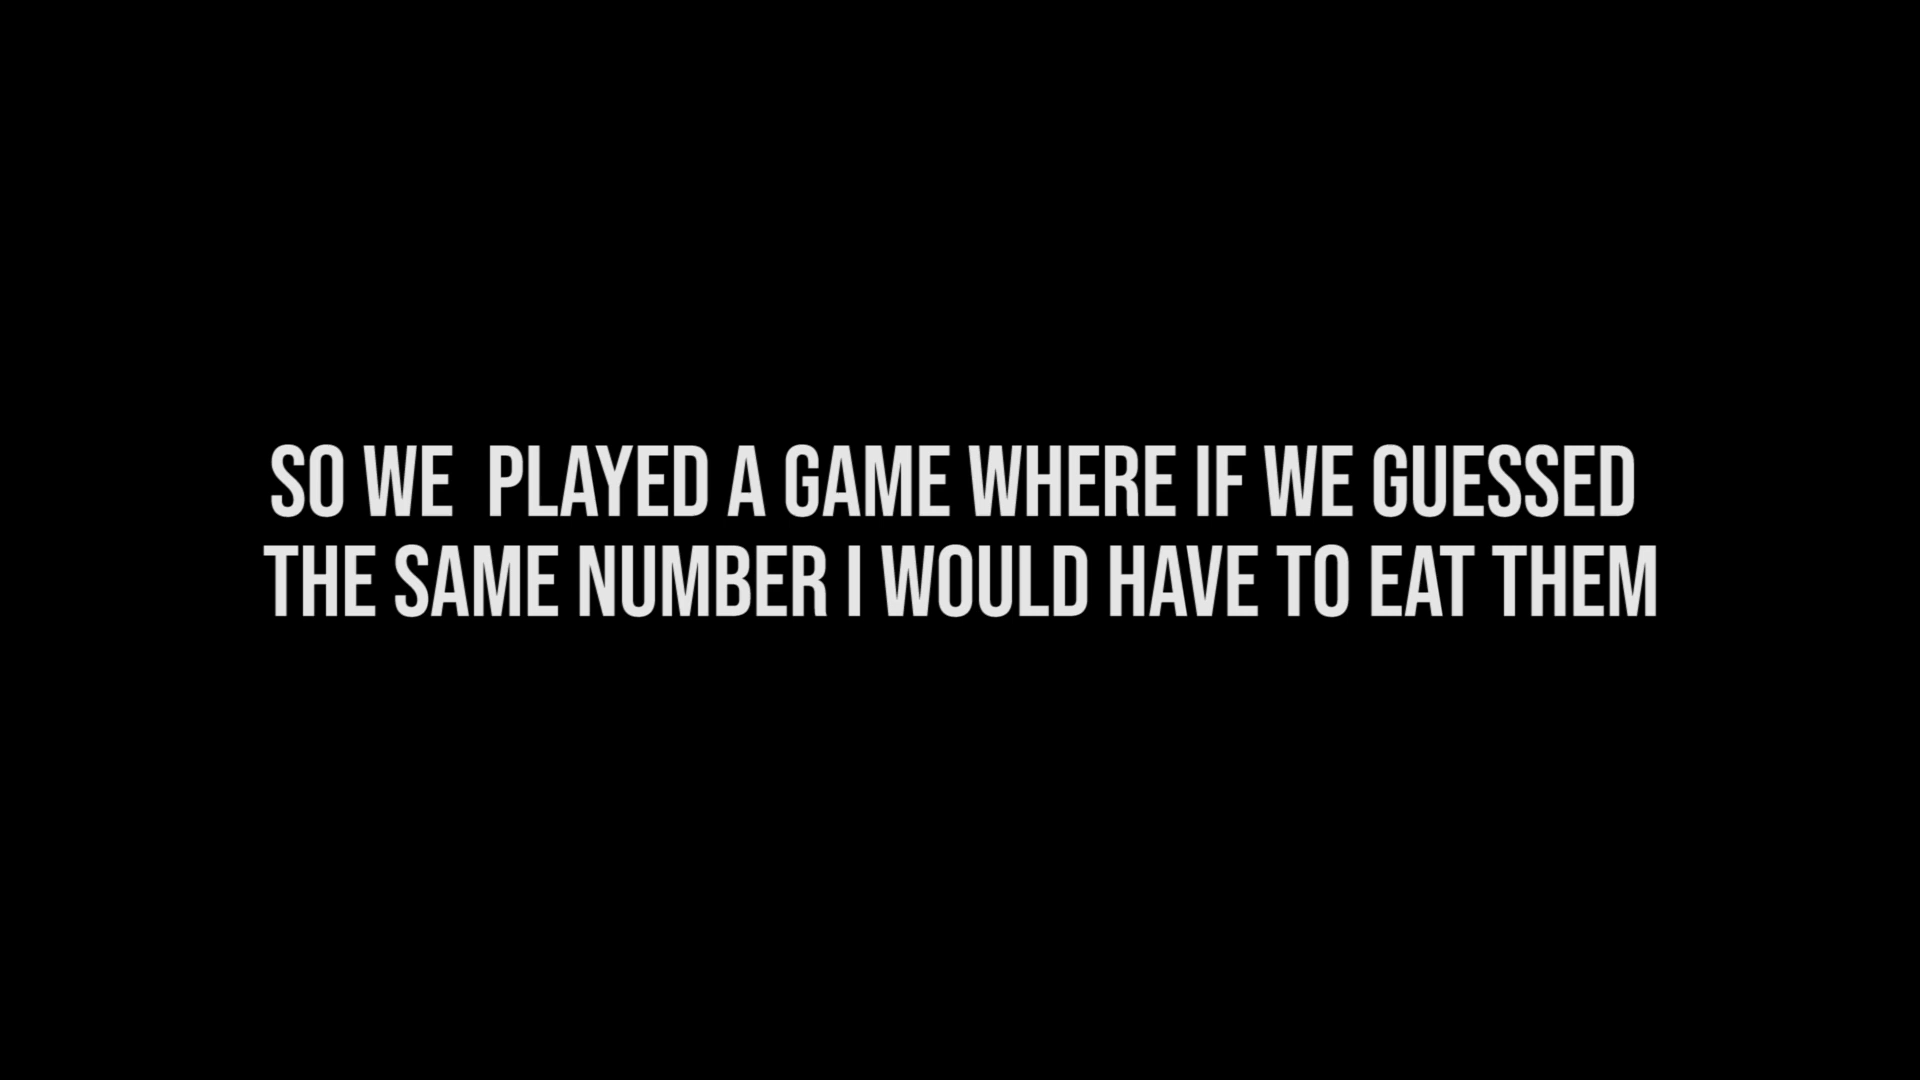 SO WE  PLAYED A GAME WHERE IF WE GUESSED
THE SAME NUMBER I WOULD HAVE TO EAT THEM